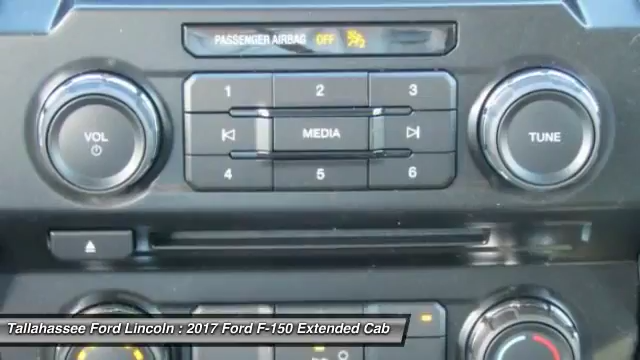 PASSENGER AIRBAG OFF
1 2 3
VOL MEDIA TUNE
4 5 6
Tallahassee Ford Lincoln : 2017 Ford F-150 Extended Cab